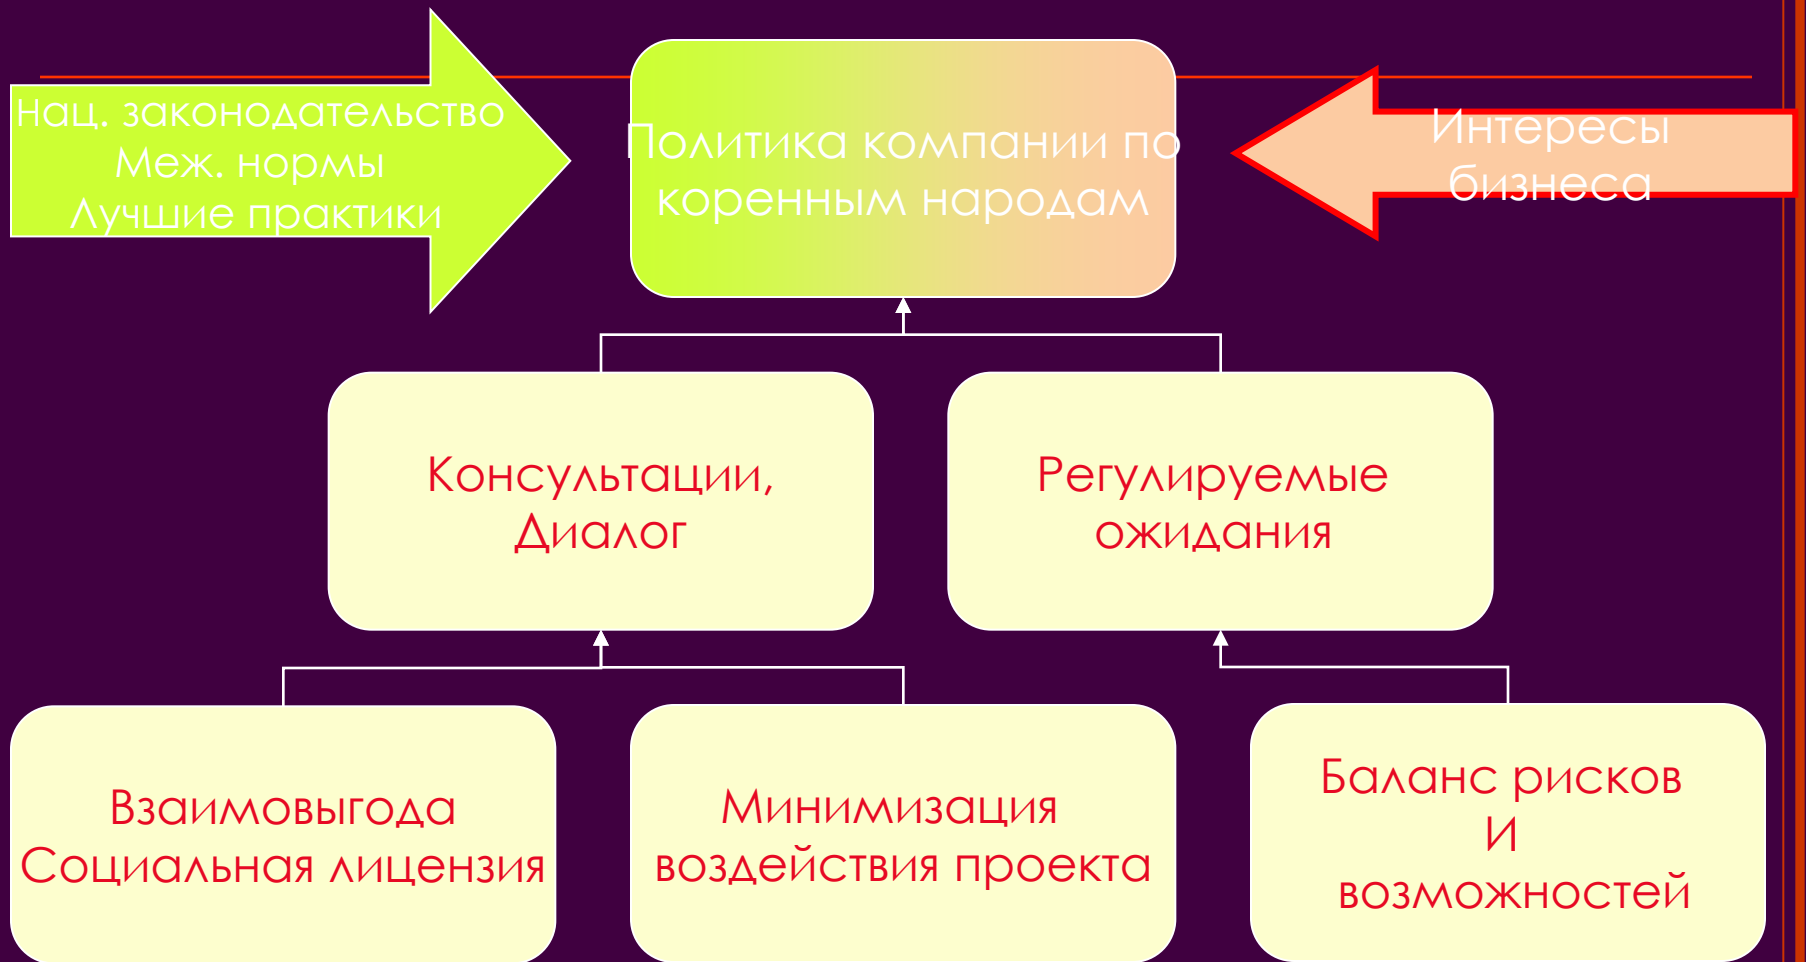 Нац. законодательство
Меж. нормы
Лучшие практики
Политика компании по
коренным народам
Интересы
бизнеса
Консультации,
Диалог
Регулируемые
ожидания
Взаимовыгода
Социальная лицензия
Минимизация
воздействия проекта
Баланс рисков
И
возможностей